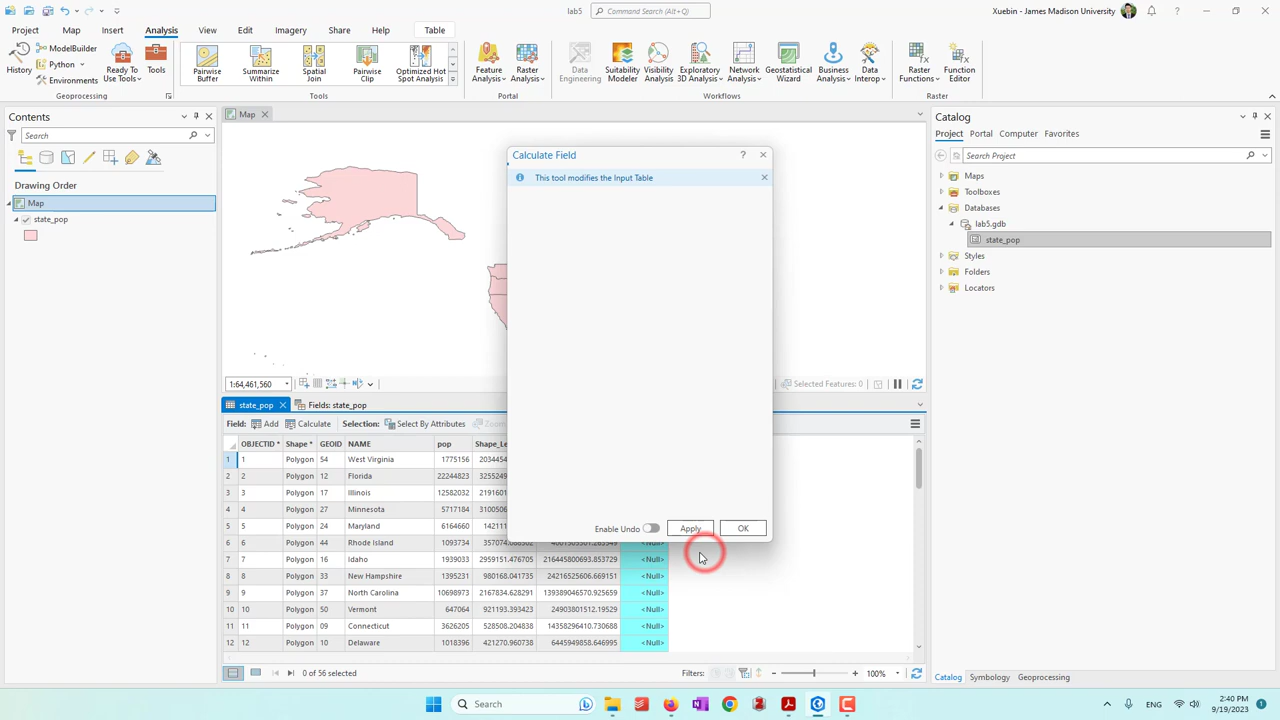 lab5
Command Search (Alt+Q)
Xuebin - James Madison University
Project
Map
Insert
Analysis
View
Edit
Imagery
Share
Help
Table
History
ModelBuilder
Python
Environments
Ready To Use Tools
Tools
Pairwise Buffer
Summarize Within
Spatial Join
Pairwise Clip
Optimized Hot Spot Analysis
Feature Analysis
Raster Analysis
Data Engineering
Suitability Modeler
Visibility Analysis
Exploratory 3D Analysis
Network Analysis
Geostatistical Wizard
Business Analysis
Data Interop
Raster Functions
Function Editor
Geoprocessing
Tools
Portal
Workflows
Raster
Contents
Search
Drawing Order
Map
state_pop
Map
Calculate Field
?
This tool modifies the Input Table
Enable Undo
Apply
OK
1:64,461,560
Selected Features: 0
state_pop
Fields: state_pop
Field: Add Calculate Selection: Select By Attributes
OBJECTID * Shape * GEOID NAME pop
1 1 Polygon 54 West Virginia 1775156
2 2 Polygon 12 Florida 22244823
3 3 Polygon 17 Illinois 12582032
4 4 Polygon 27 Minnesota 5717184
5 5 Polygon 24 Maryland 6164660
6 6 Polygon 44 Rhode Island 1093734 <Null>
7 7 Polygon 16 Idaho 1939033 2959151.476705 216445800693.853729 <Null>
8 8 Polygon 33 New Hampshire 1395231 980168.041735 24216525606.669151 <Null>
9 9 Polygon 37 North Carolina 10698973 2167834.628291 139389046570.925659 <Null>
10 10 Polygon 50 Vermont 647064 921193.393423 24903801512.19529 <Null>
11 11 Polygon 09 Connecticut 3626205 528508.204838 14358296410.730688 <Null>
12 12 Polygon 10 Delaware 1018396 421270.960738 6445949858.646995 <Null>
0 of 56 selected
Filters:
100%
Catalog
Project
Portal
Computer
Favorites
Search Project
Maps
Toolboxes
Databases
lab5.gdb
state_pop
Styles
Folders
Locators
Catalog
Symbology
Geoprocessing
Search
ENG
2:40 PM
9/19/2023